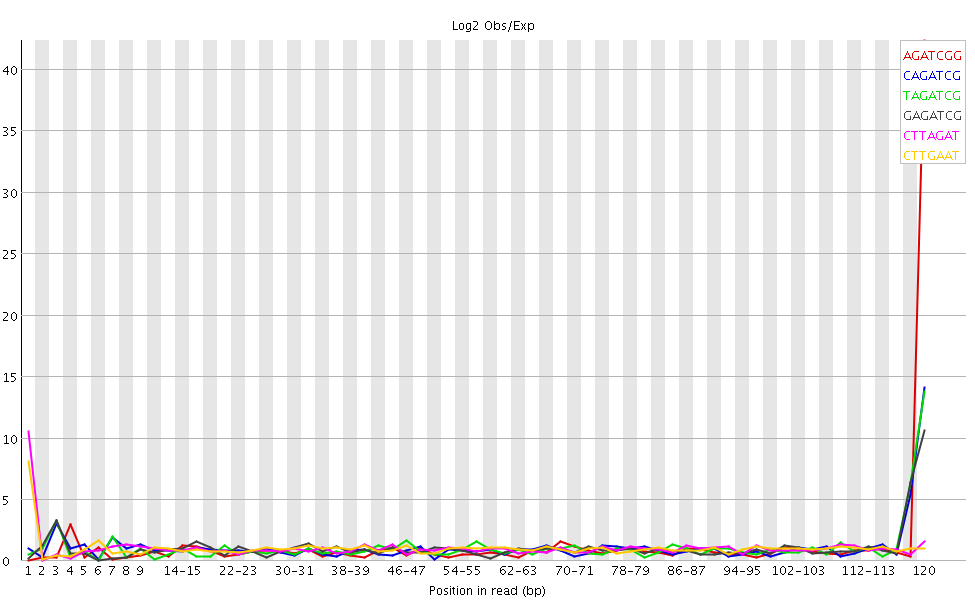 Log2 Obs/Exp
40
35
30
25
20
15
10
5
0
AGATCGG
CAGATCG
TAGATCG
GAGATCG
CTTAGAT
CTTGAAT
1 2 3 4 5 6 7 8 9 14-15 22-23 30-31 38-39 46-47 54-55 62-63 70-71 78-79 86-87 94-95 102-103 112-113 120
Position in read (bp)